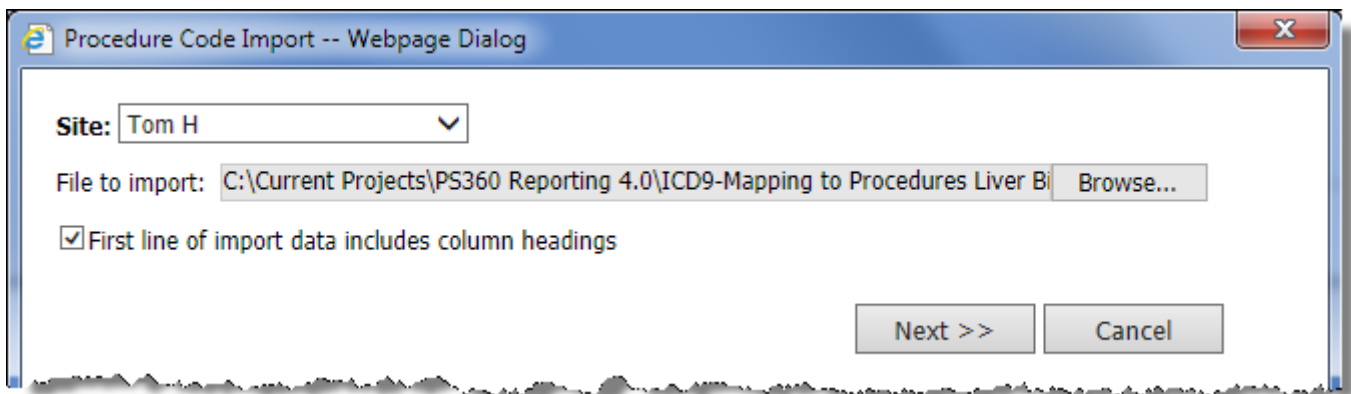 Procedure Code Import -- Webpage Dialog
Site: Tom H
File to import: C:\Current Projects\PS360 Reporting 4.0\ICD9-Mapping to Procedures Liver Bi Browse...
First line of import data includes column headings
Next >> Cancel